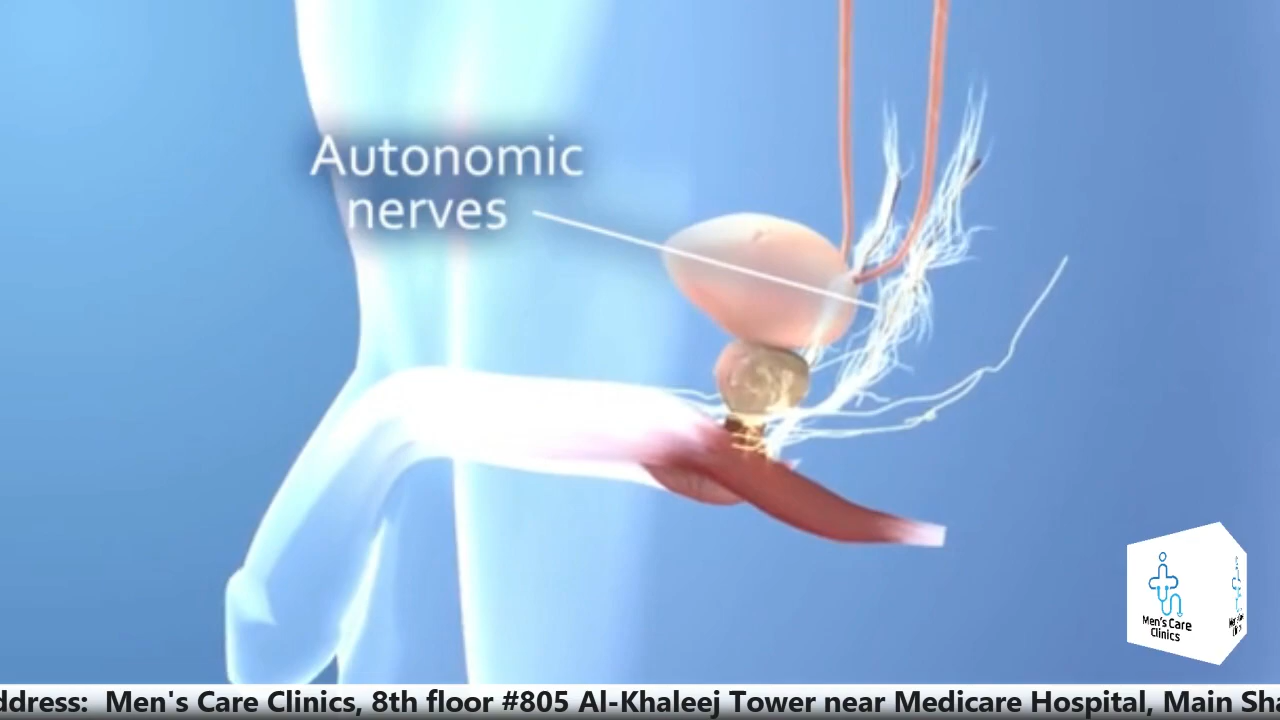 Autonomic
nerves
Men's Care
Clinics
ddress: Men's Care Clinics, 8th floor #805 Al-Khaleej Tower near Medicare Hospital, Main Sha